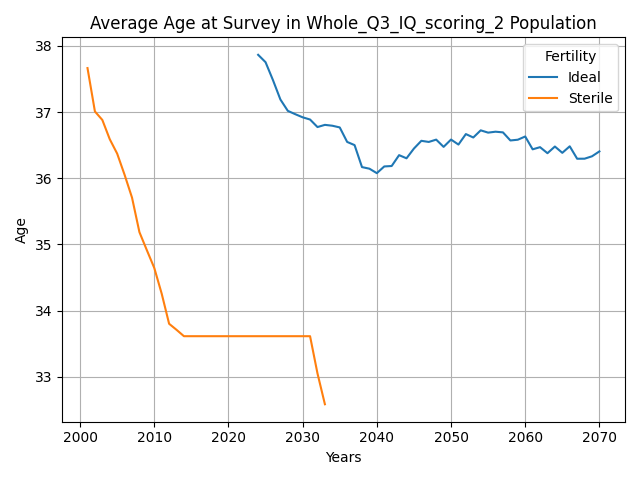 Average Age at Survey in Whole_Q3_IQ_scoring_2 Population
Fertility
Ideal
Sterile
38
37
36
35
34
33
Age
2000 2010 2020 2030 2040 2050 2060 2070
Years